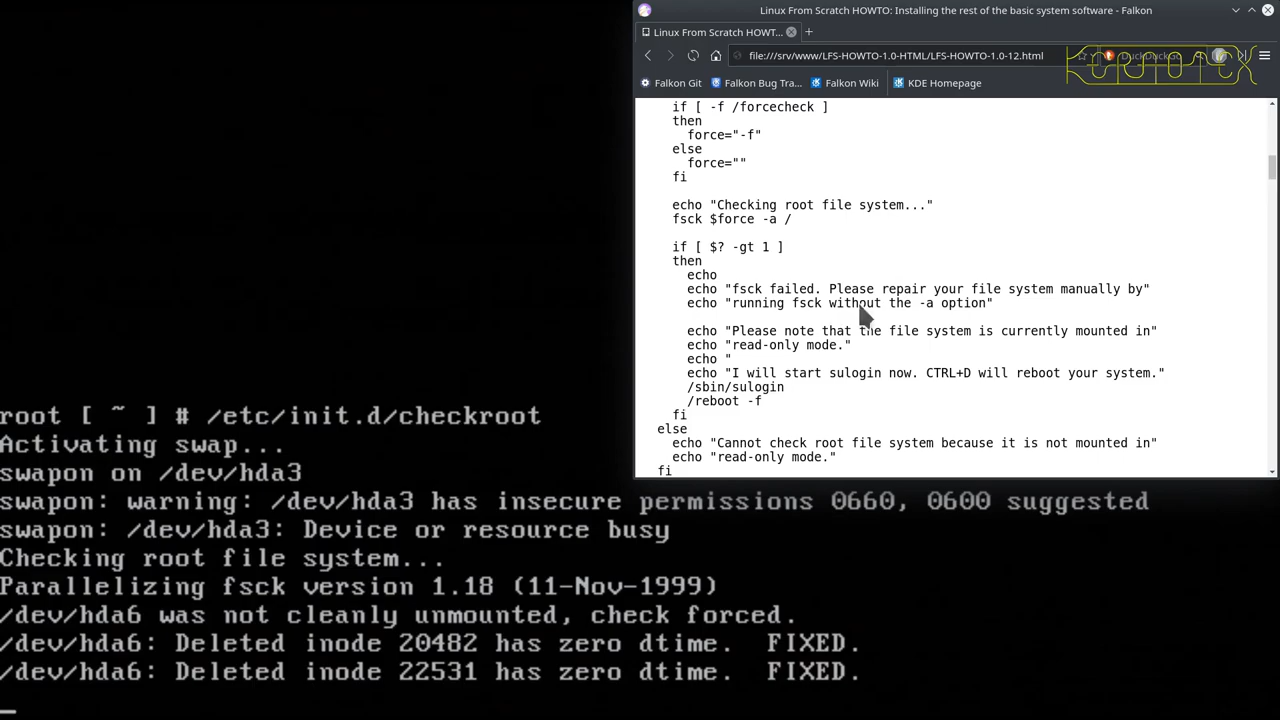 Linux From Scratch HOWTO: Installing the rest of the basic system software - Falkon
Linux From Scratch HOWT...
file:///srv/www/LFS-HOWTO-1.0-HTML/LFS-HOWTO-1.0-12.html
KURIOTEX
Falkon Git
Falkon Bug Tra...
Falkon Wiki
KDE Homepage
if [ -f /forcecheck ]
then
force="-f"
else
force=""
fi
echo "Checking root file system..."
fsck $force -a /
if [ $? -gt 1 ]
then
echo
echo "fsck failed. Please repair your file system manually by"
echo "running fsck without the -a option"
echo "Please note that the file system is currently mounted in"
echo "read-only mode."
echo "
echo "I will start sulogin now. CTRL+D will reboot your system."
/sbin/sulogin
/reboot -f
fi
else
echo "Cannot check root file system because it is not mounted in"
echo "read-only mode."
fi
root [ ~ ] # /etc/init.d/checkroot
Activating swap...
swapon on /dev/hda3
swapon: warning: /dev/hda3 has insecure permissions 0660, 0600 suggested
swapon: /dev/hda3: Device or resource busy
Checking root file system...
Parallelizing fsck version 1.18 (11-Nov-1999)
/dev/hda6 was not cleanly unmounted, check forced.
/dev/hda6: Deleted inode 20482 has zero dtime.  FIXED.
/dev/hda6: Deleted inode 22531 has zero dtime.  FIXED.